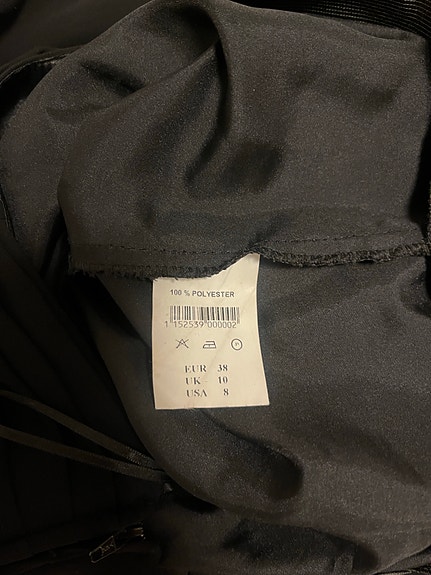 100 % POLYESTER
1 152539 000002
EUR 38
UK 10
USA 8